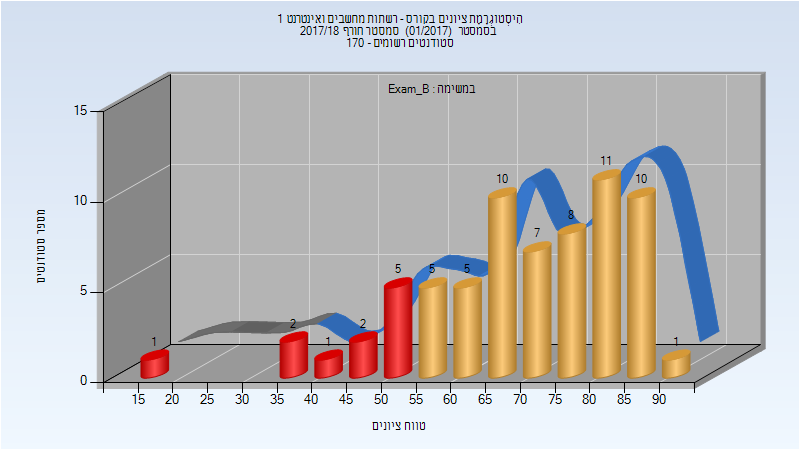 הִיסְטוֹגְרָמַת ציונים בקורס - רשתות מחשבים ואינטרנט 1
בסמסטר (01/2017) סמסטר חורף 2017/18
סטודנטים רשומים - 170
במשימה : Exam_B
מספר סטודנטים
15
10
5
0
1
2
1
2
5
5
5
10
7
8
11
10
1
15 20 25 30 35 40 45 50 55 60 65 70 75 80 85 90
טווח ציונים